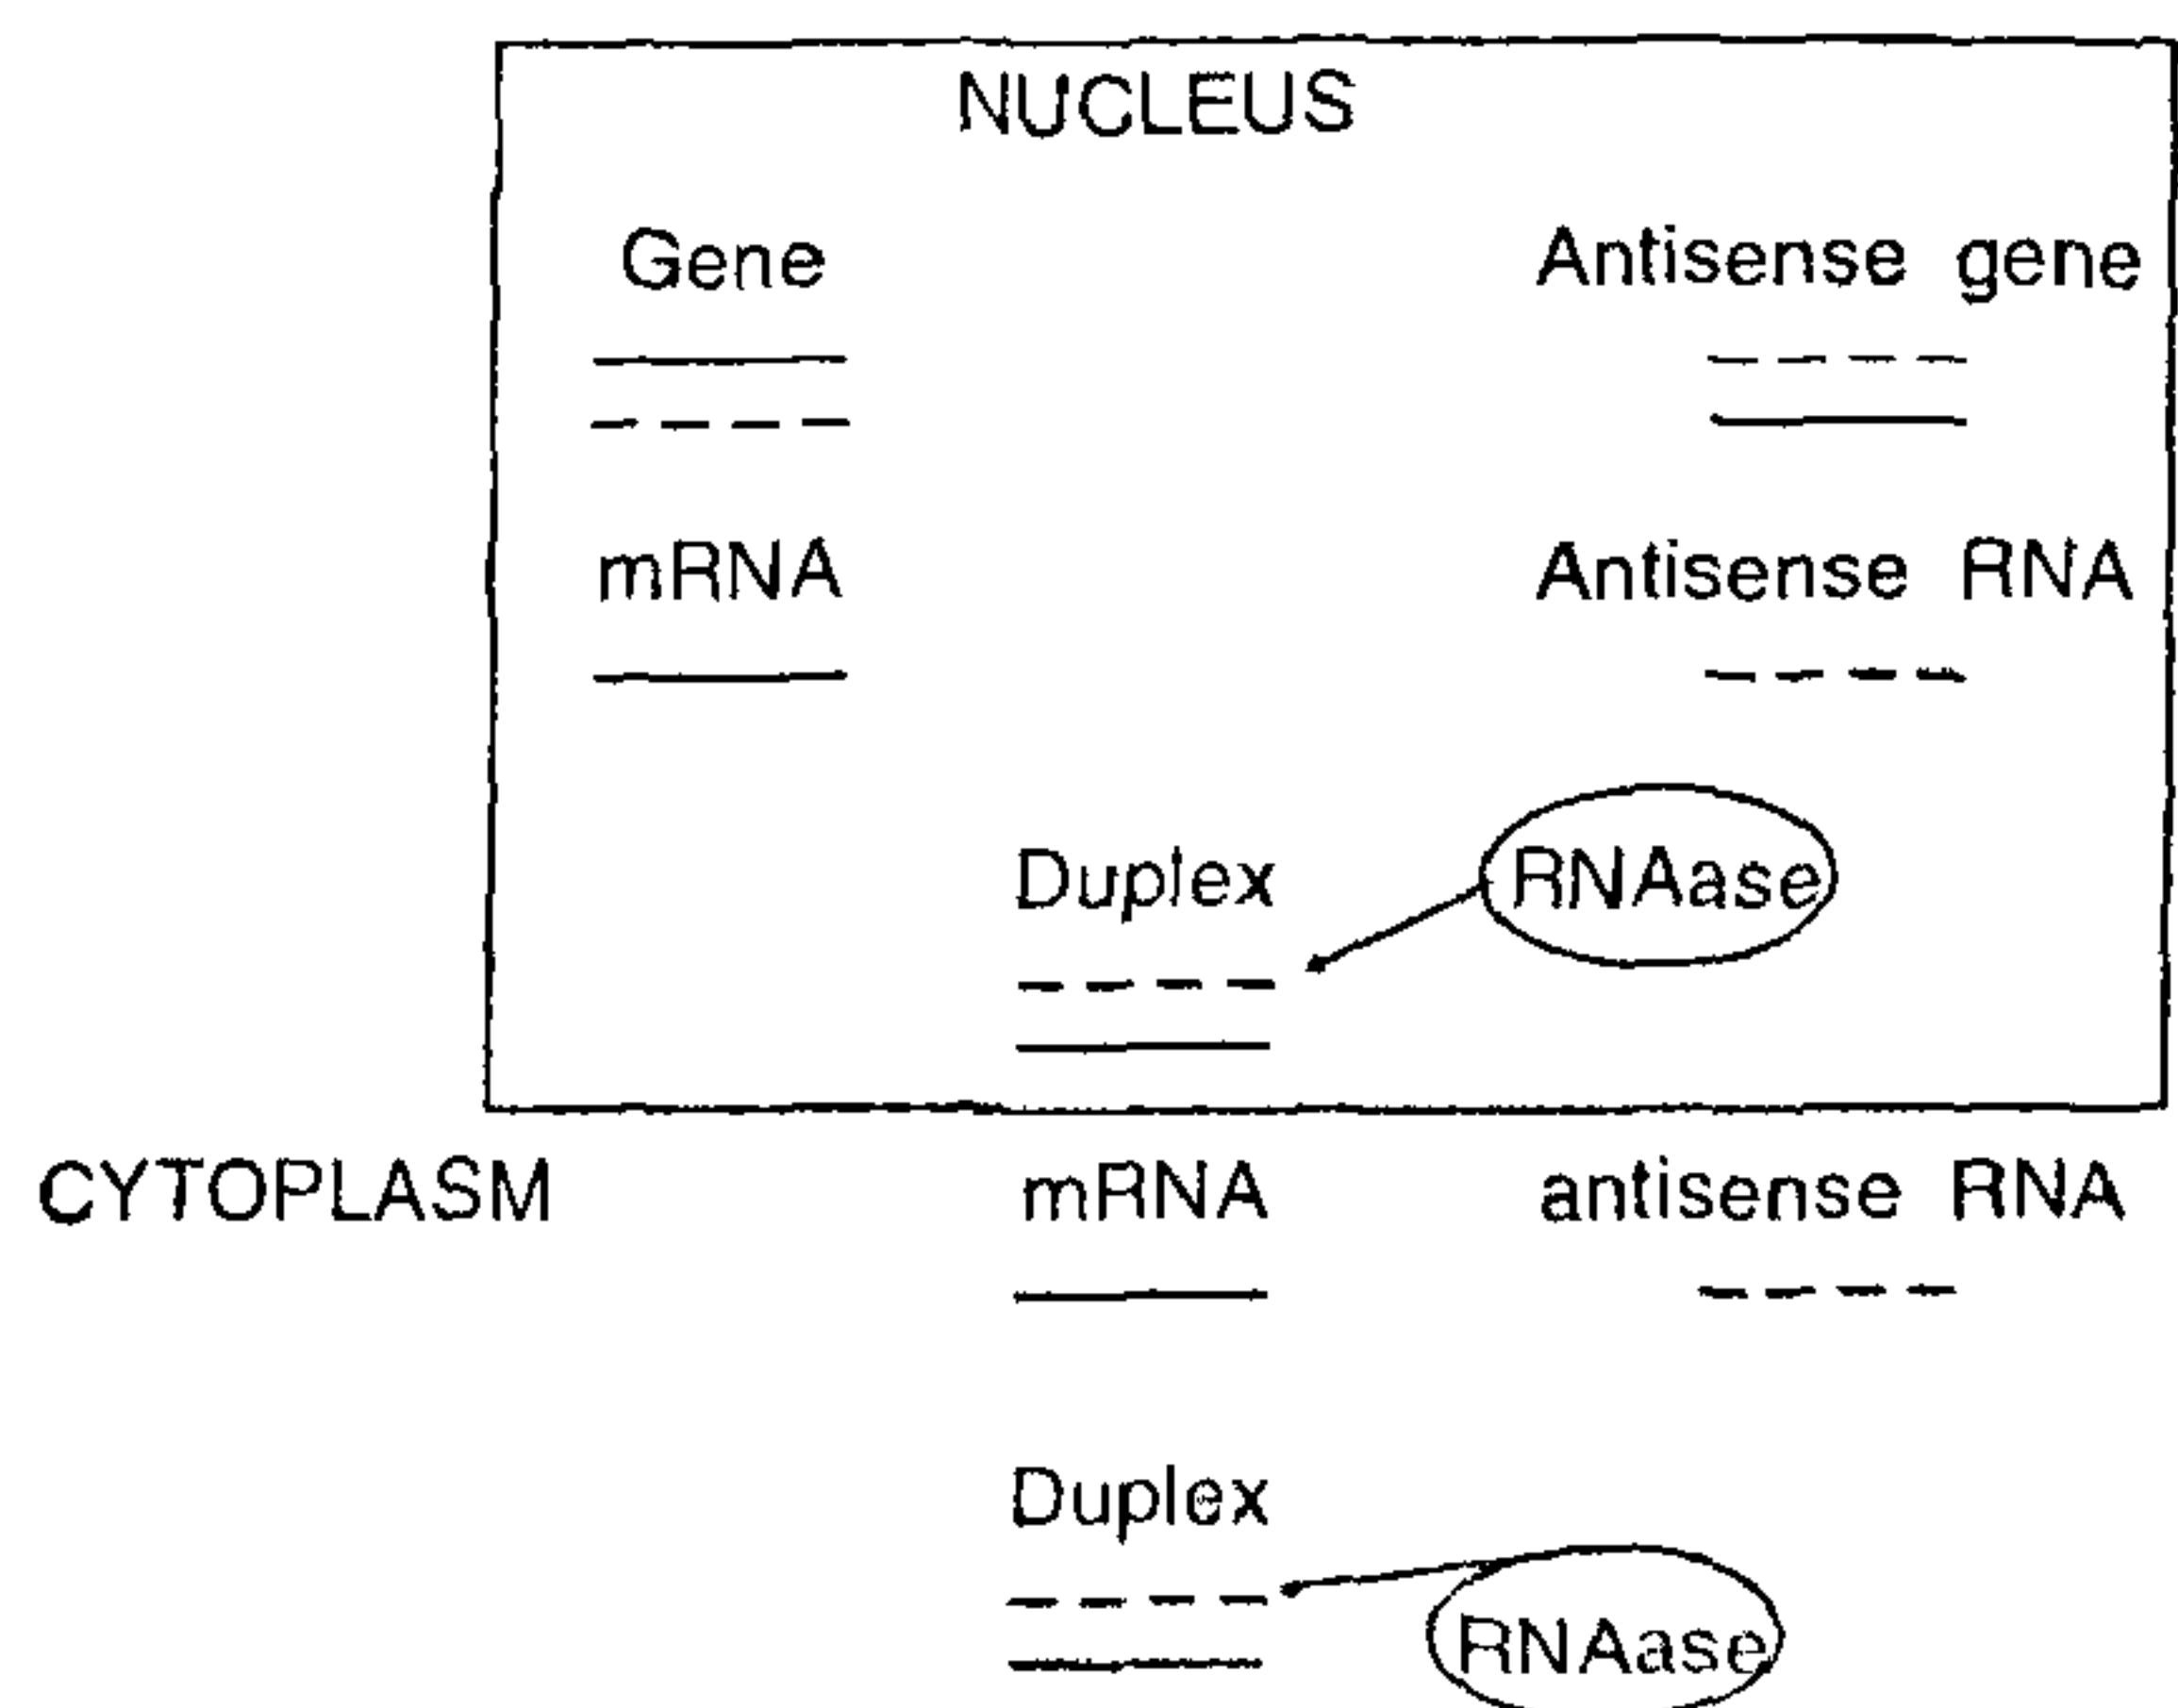 NUCLEUS
Gene Antisense gene
mRNA Antisense RNA
Duplex RNAase
CYTOPLASM mRNA antisense RNA
Duplex
RNAase